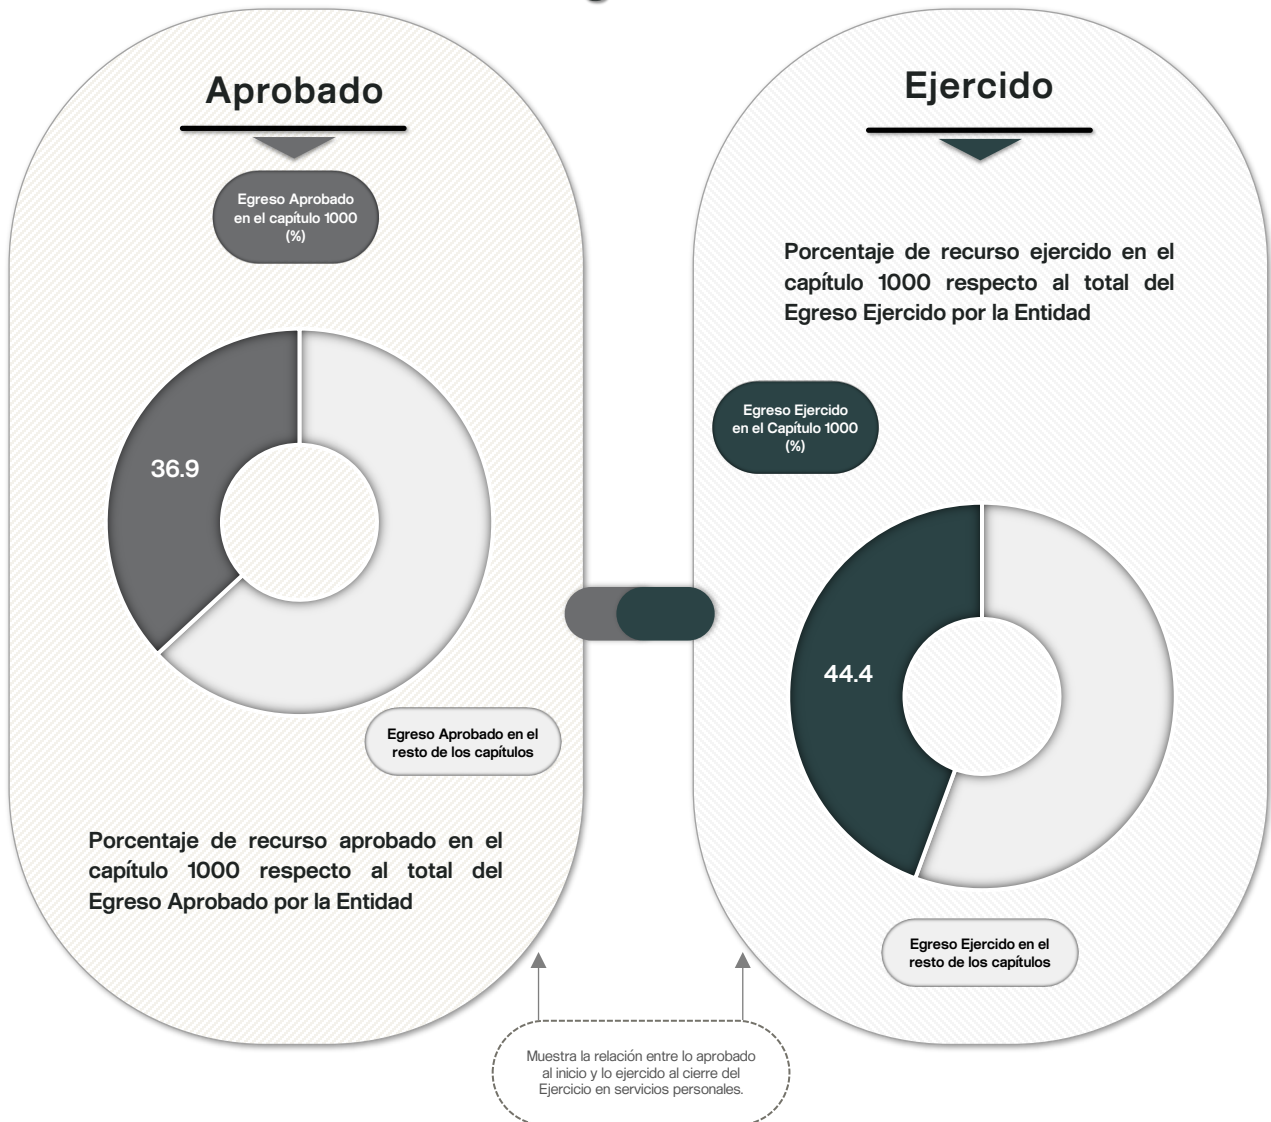 Aprobado
Egreso Aprobado
en el capítulo 1000
(%)
36.9
Egreso Aprobado en el
resto de los capítulos
Porcentaje de recurso aprobado en el
capítulo 1000 respecto al total del
Egreso Aprobado por la Entidad
Ejercido
Porcentaje de recurso ejercido en el
capítulo 1000 respecto al total del
Egreso Ejercido por la Entidad
Egreso Ejercido
en el Capítulo 1000
(%)
44.4
Egreso Ejercido en el
resto de los capítulos
Muestra la relación entre lo aprobado
al inicio y lo ejercido al cierre del
Ejercicio en servicios personales.